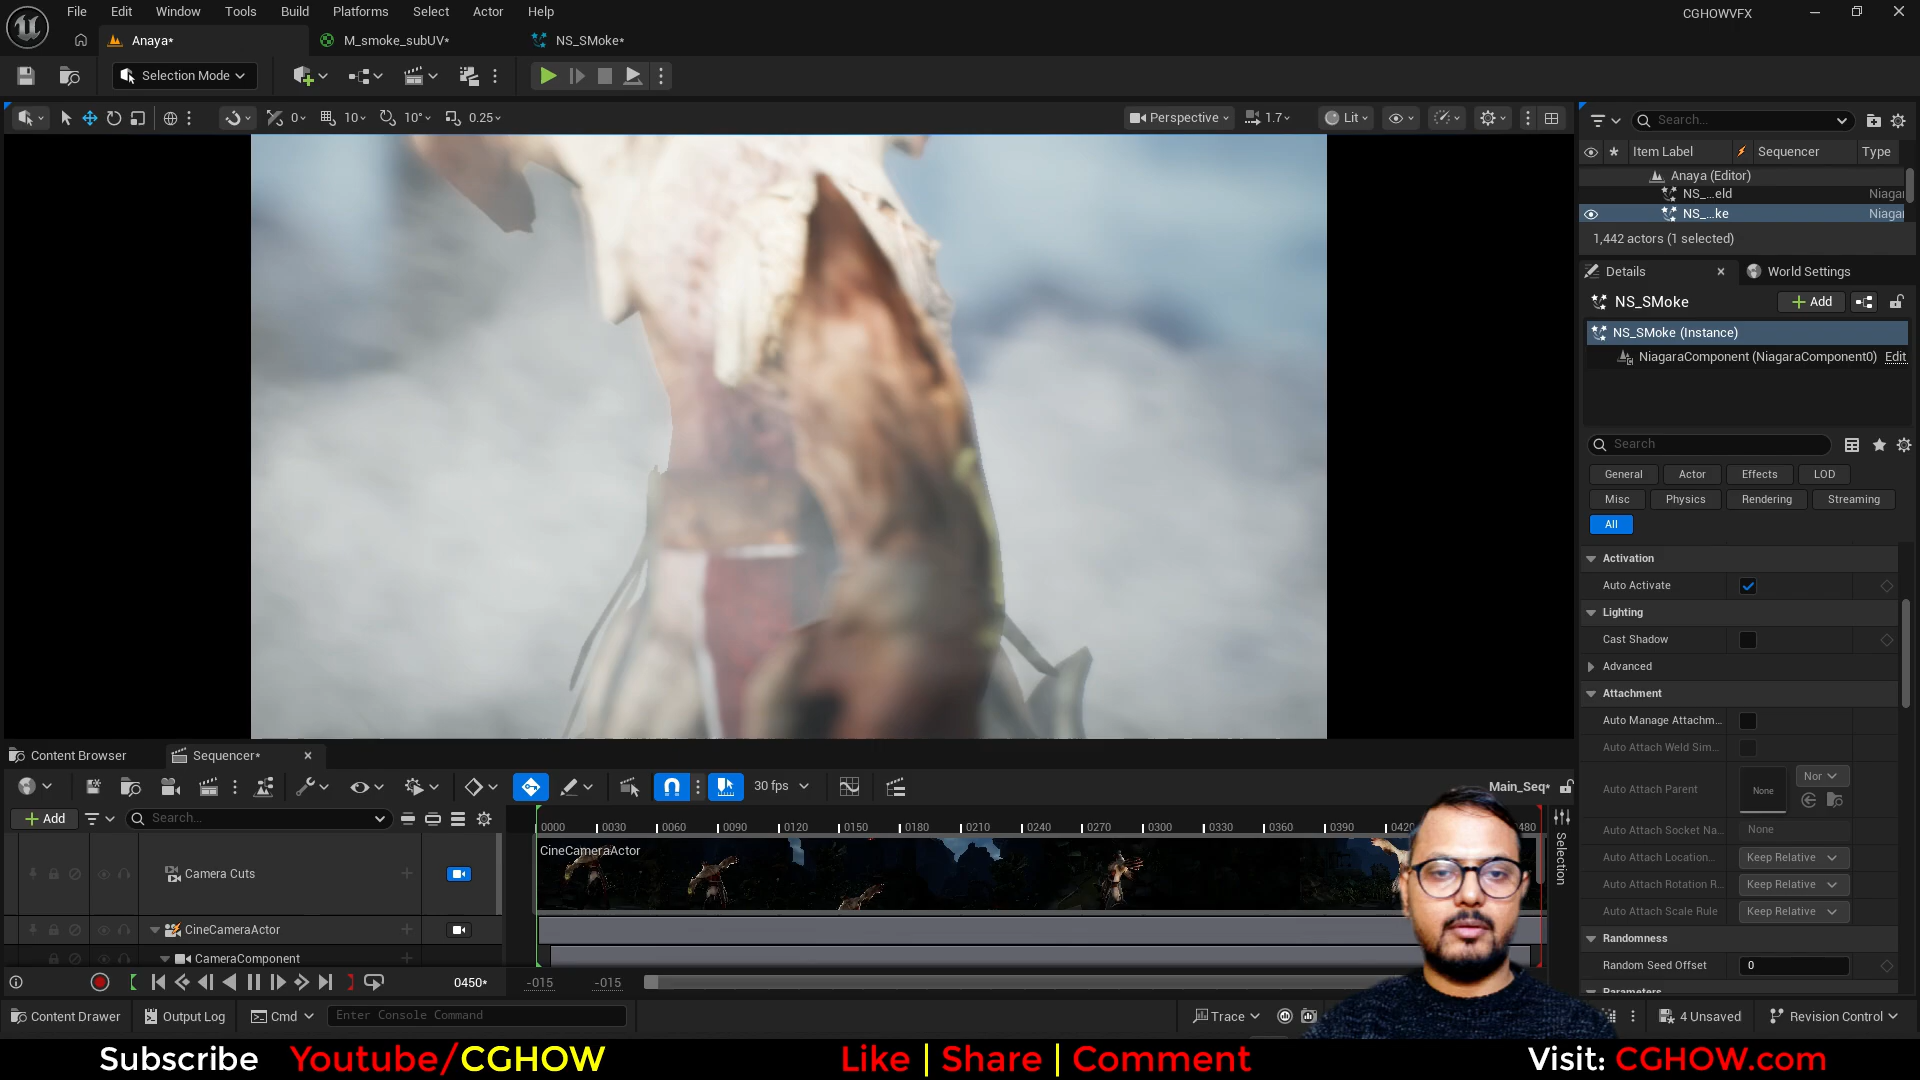 File Edit Window Tools Build Platforms Select Actor Help
CGHOWVFX
Anaya* M_smoke_subUV* NS_SMoke*
Selection Mode
0 10 10° 0.25
Perspective 1.7 Lit
Search...
Item Label Sequencer Type
Anaya (Editor)
NS_...eld Niaga
NS_...ke Niaga
1,442 actors (1 selected)
Details World Settings
NS_SMoke Add
NS_SMoke (Instance)
NiagaraComponent (NiagaraComponent0) Edit
Search
General Actor Effects LOD
Misc Physics Rendering Streaming
All
Activation
Auto Activate
Lighting
Cast Shadow
Advanced
Attachment
Auto Manage Attachm...
Auto Attach Weld Sim...
Auto Attach Parent None Nor
Auto Attach Socket Na... None
Auto Attach Location... Keep Relative
Auto Attach Rotation R... Keep Relative
Auto Attach Scale Rule Keep Relative
Randomness
Random Seed Offset 0
Parameters
Content Browser Sequencer*
30 fps Main_Seq*
Add Search...
0000 0030 0060 0090 0120 0150 0180 0210 0240 0270 0300 0330 0360 0390 0420 480
CineCameraActor
Selection
Camera Cuts
CineCameraActor
CameraComponent
0450* -015 -015
Content Drawer Output Log Cmd Enter Console Command Trace 4 Unsaved Revision Control
Subscribe Youtube/CGHOW Like | Share | Comment Visit: CGHOW.com